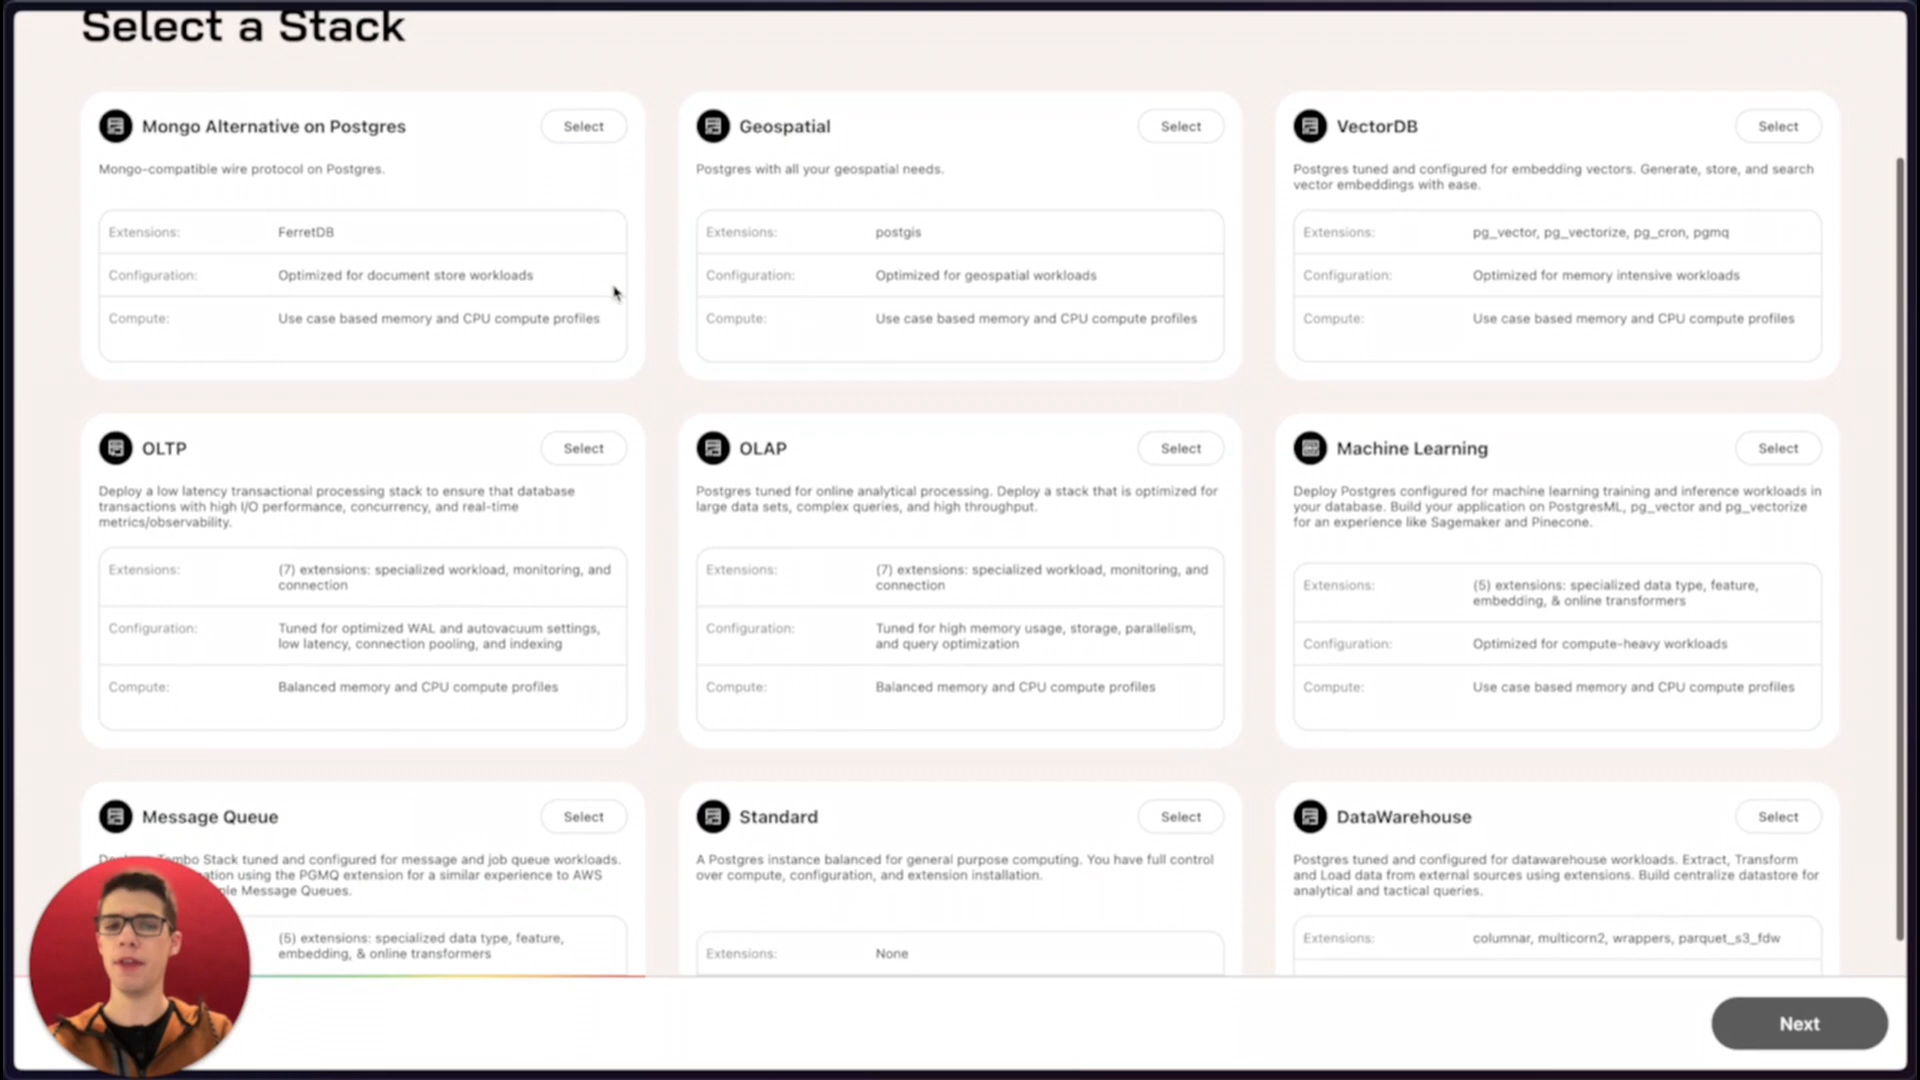 Select a Stack
Mongo Alternative on Postgres
Select
Mongo-compatible wire protocol on Postgres.
Extensions:
FerretDB
Configuration:
Optimized for document store workloads
Compute:
Use case based memory and CPU compute profiles
Geospatial
Select
Postgres with all your geospatial needs.
Extensions:
postgis
Configuration:
Optimized for geospatial workloads
Compute:
Use case based memory and CPU compute profiles
VectorDB
Select
Postgres tuned and configured for embedding vectors. Generate, store, and search
vector embeddings with ease.
Extensions:
pg_vector, pg_vectorize, pg_cron, pgmq
Configuration:
Optimized for memory intensive workloads
Compute:
Use case based memory and CPU compute profiles
OLTP
Select
Deploy a low latency transactional processing stack to ensure that database
transactions with high I/O performance, concurrency, and real-time
metrics/observability.
Extensions:
(7) extensions: specialized workload, monitoring, and
connection
Configuration:
Tuned for optimized WAL and autovacuum settings,
low latency, connection pooling, and indexing
Compute:
Balanced memory and CPU compute profiles
OLAP
Select
Postgres tuned for online analytical processing. Deploy a stack that is optimized for
large data sets, complex queries, and high throughput.
Extensions:
(7) extensions: specialized workload, monitoring, and
connection
Configuration:
Tuned for high memory usage, storage, parallelism,
and query optimization
Compute:
Balanced memory and CPU compute profiles
Machine Learning
Select
Deploy Postgres configured for machine learning training and inference workloads in
your database. Build your application on PostgresML, pg_vector and pg_vectorize
for an experience like Sagemaker and Pinecone.
Extensions:
(5) extensions: specialized data type, feature,
embedding, & online transformers
Configuration:
Optimized for compute-heavy workloads
Compute:
Use case based memory and CPU compute profiles
Message Queue
Select
Tembo Stack tuned and configured for message and job queue workloads.
using the PGMQ extension for a similar experience to AWS
Message Queues.
(5) extensions: specialized data type, feature,
embedding, & online transformers
Standard
Select
A Postgres instance balanced for general purpose computing. You have full control
over compute, configuration, and extension installation.
Extensions:
None
DataWarehouse
Select
Postgres tuned and configured for datawarehouse workloads. Extract, Transform
and Load data from external sources using extensions. Build centralize datastore for
analytical and tactical queries.
Extensions:
columnar, multicorn2, wrappers, parquet_s3_fdw
Next